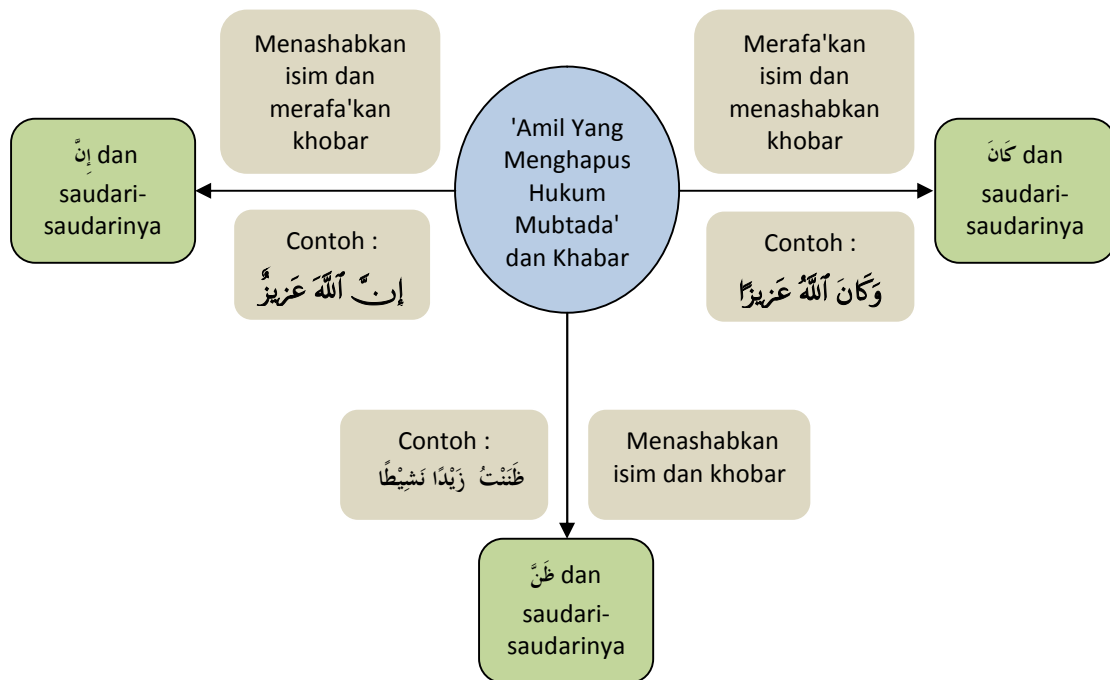 Menashabkan
isim dan
merafa'kan
khobar
Merafa'kan
isim dan
menashabkan
khobar
'Amil Yang
Menghapus
Hukum
Mubtada'
dan Khabar
إِنَّ dan
saudari-
saudarinya
كَانَ dan
saudari-
saudarinya
Contoh :
إِنَّ ٱللَّهَ عَزِيزٌ
Contoh :
وَكَانَ ٱللَّهُ عَزِيزًا
Contoh :
ظَنَنْتُ زَيْدًا نَشِيْطًا
Menashabkan
isim dan khobar
ظَنَّ dan
saudari-
saudarinya